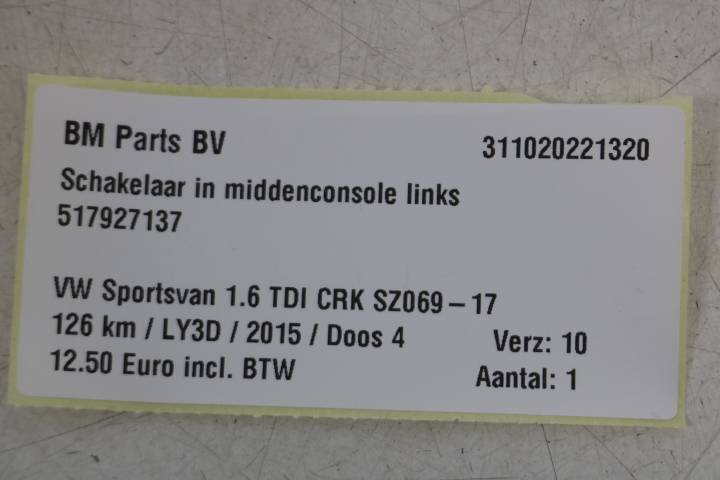 BM Parts BV 311020221320
Schakelaar in middenconsole links
517927137
VW Sportsvan 1.6 TDI CRK SZ069 – 17
126 km / LY3D / 2015 / Doos 4 Verz: 10
12.50 Euro incl. BTW Aantal: 1